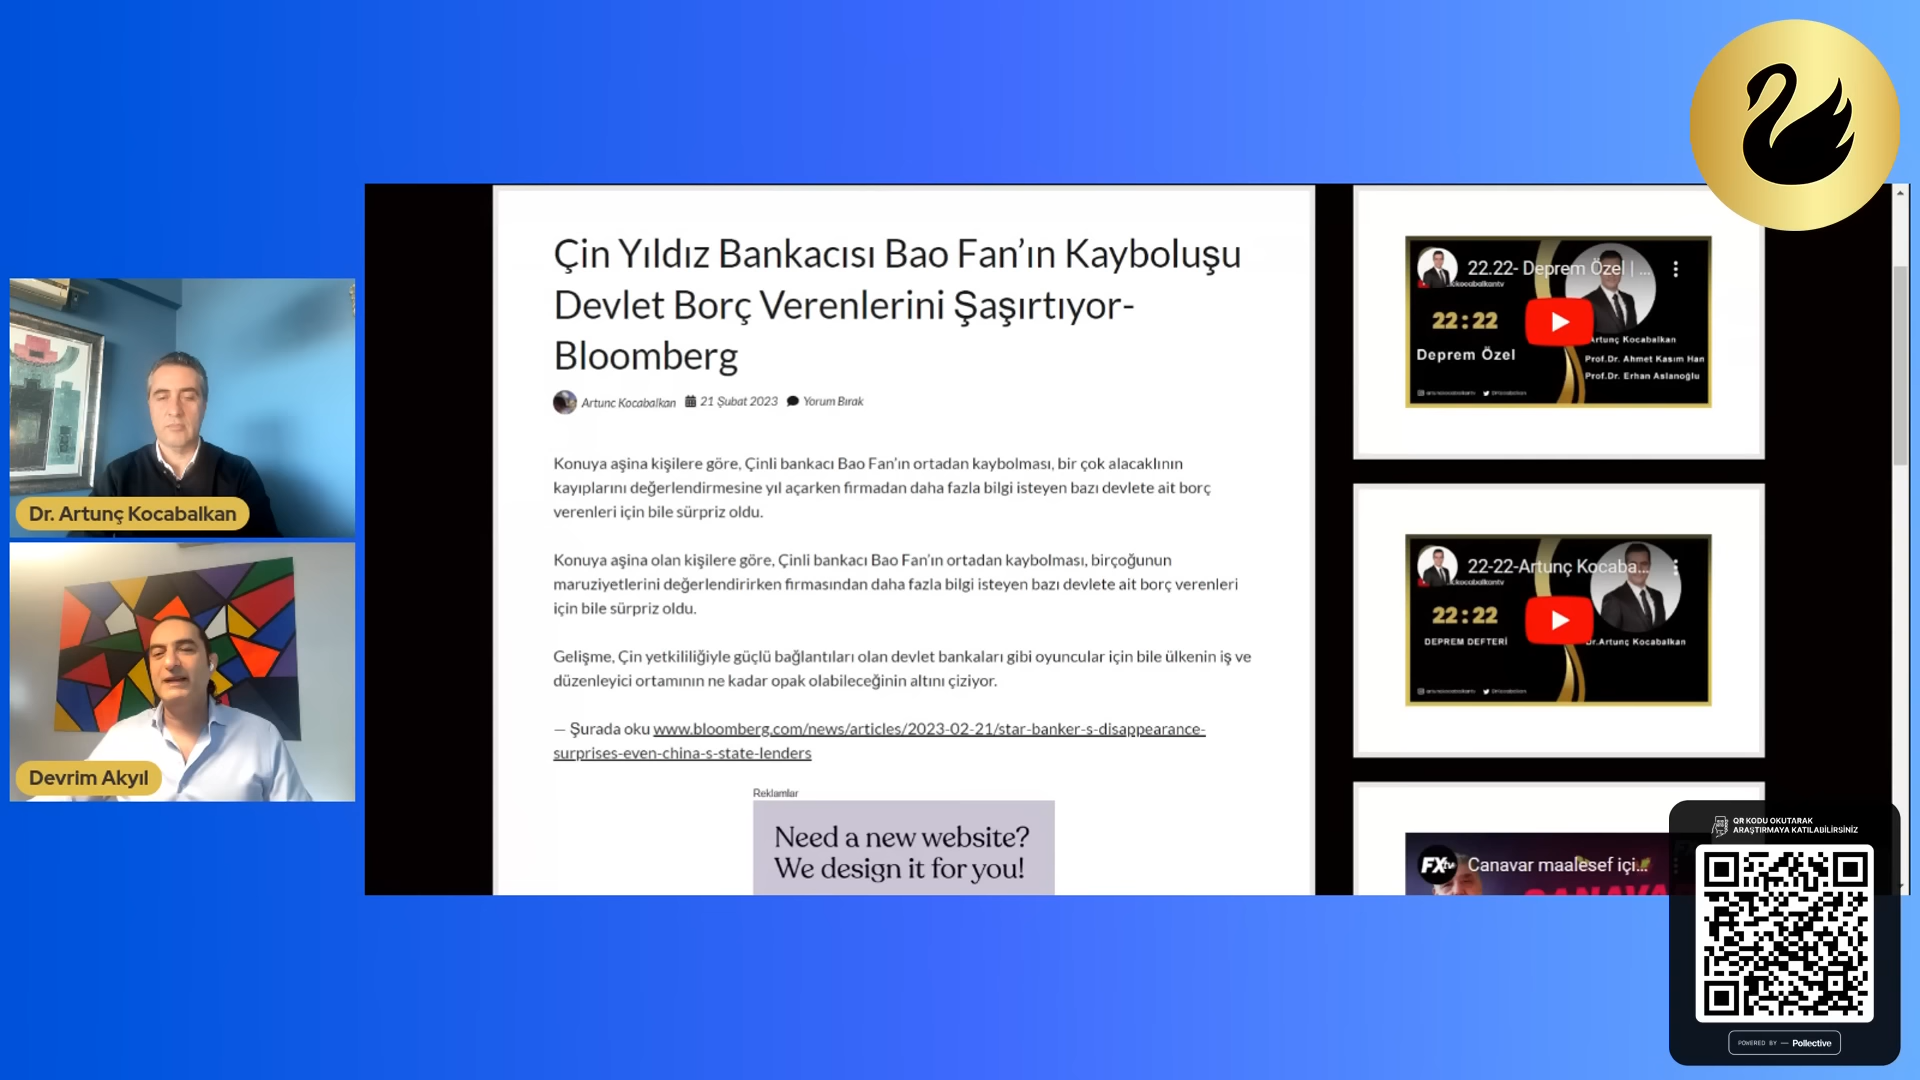 Dr. Artunç Kocabalkan
Devrim Akyıl
Çin Yıldız Bankacısı Bao Fan’ın Kayboluşu
Devlet Borç Verenlerini Şaşırtıyor-
Bloomberg
Artunc Kocabalkan 21 Şubat 2023 Yorum Bırak
Konuya aşina kişilere göre, Çinli bankacı Bao Fan’ın ortadan kaybolması, bir çok alacaklının
kayıplarını değerlendirmesine yıl açarken firmadan daha fazla bilgi isteyen bazı devlete ait borç
verenleri için bile sürpriz oldu.
Konuya aşina olan kişilere göre, Çinli bankacı Bao Fan’ın ortadan kaybolması, birçoğunun
maruziyetlerini değerlendirirken firmasından daha fazla bilgi isteyen bazı devlete ait borç verenleri
için bile sürpriz oldu.
Gelişme, Çin yetkililiğiyle güçlü bağlantıları olan devlet bankaları gibi oyuncular için bile ülkenin iş ve
düzenleyici ortamının ne kadar opak olabileceğinin altını çiziyor.
— Şurada oku www.bloomberg.com/news/articles/2023-02-21/star-banker-s-disappearance-
surprises-even-china-s-state-lenders
Reklamlar
Need a new website?
We design it for you!
22.22- Deprem Özel | ...
22:22
Deprem Özel
Artunç Kocabalkan
Prof.Dr. Ahmet Kasım Han
Prof.Dr. Erhan Aslanoğlu
22-22-Artunç Kocaba...
22:22
DEPREM DEFTERİ
Dr.Artunç Kocabalkan
FXtv
Canavar maalesef içi...
QR KODU OKUTARAK
ARAŞTIRMAYA KATILABİLİRSİNİZ
POWERED BY — Pollective